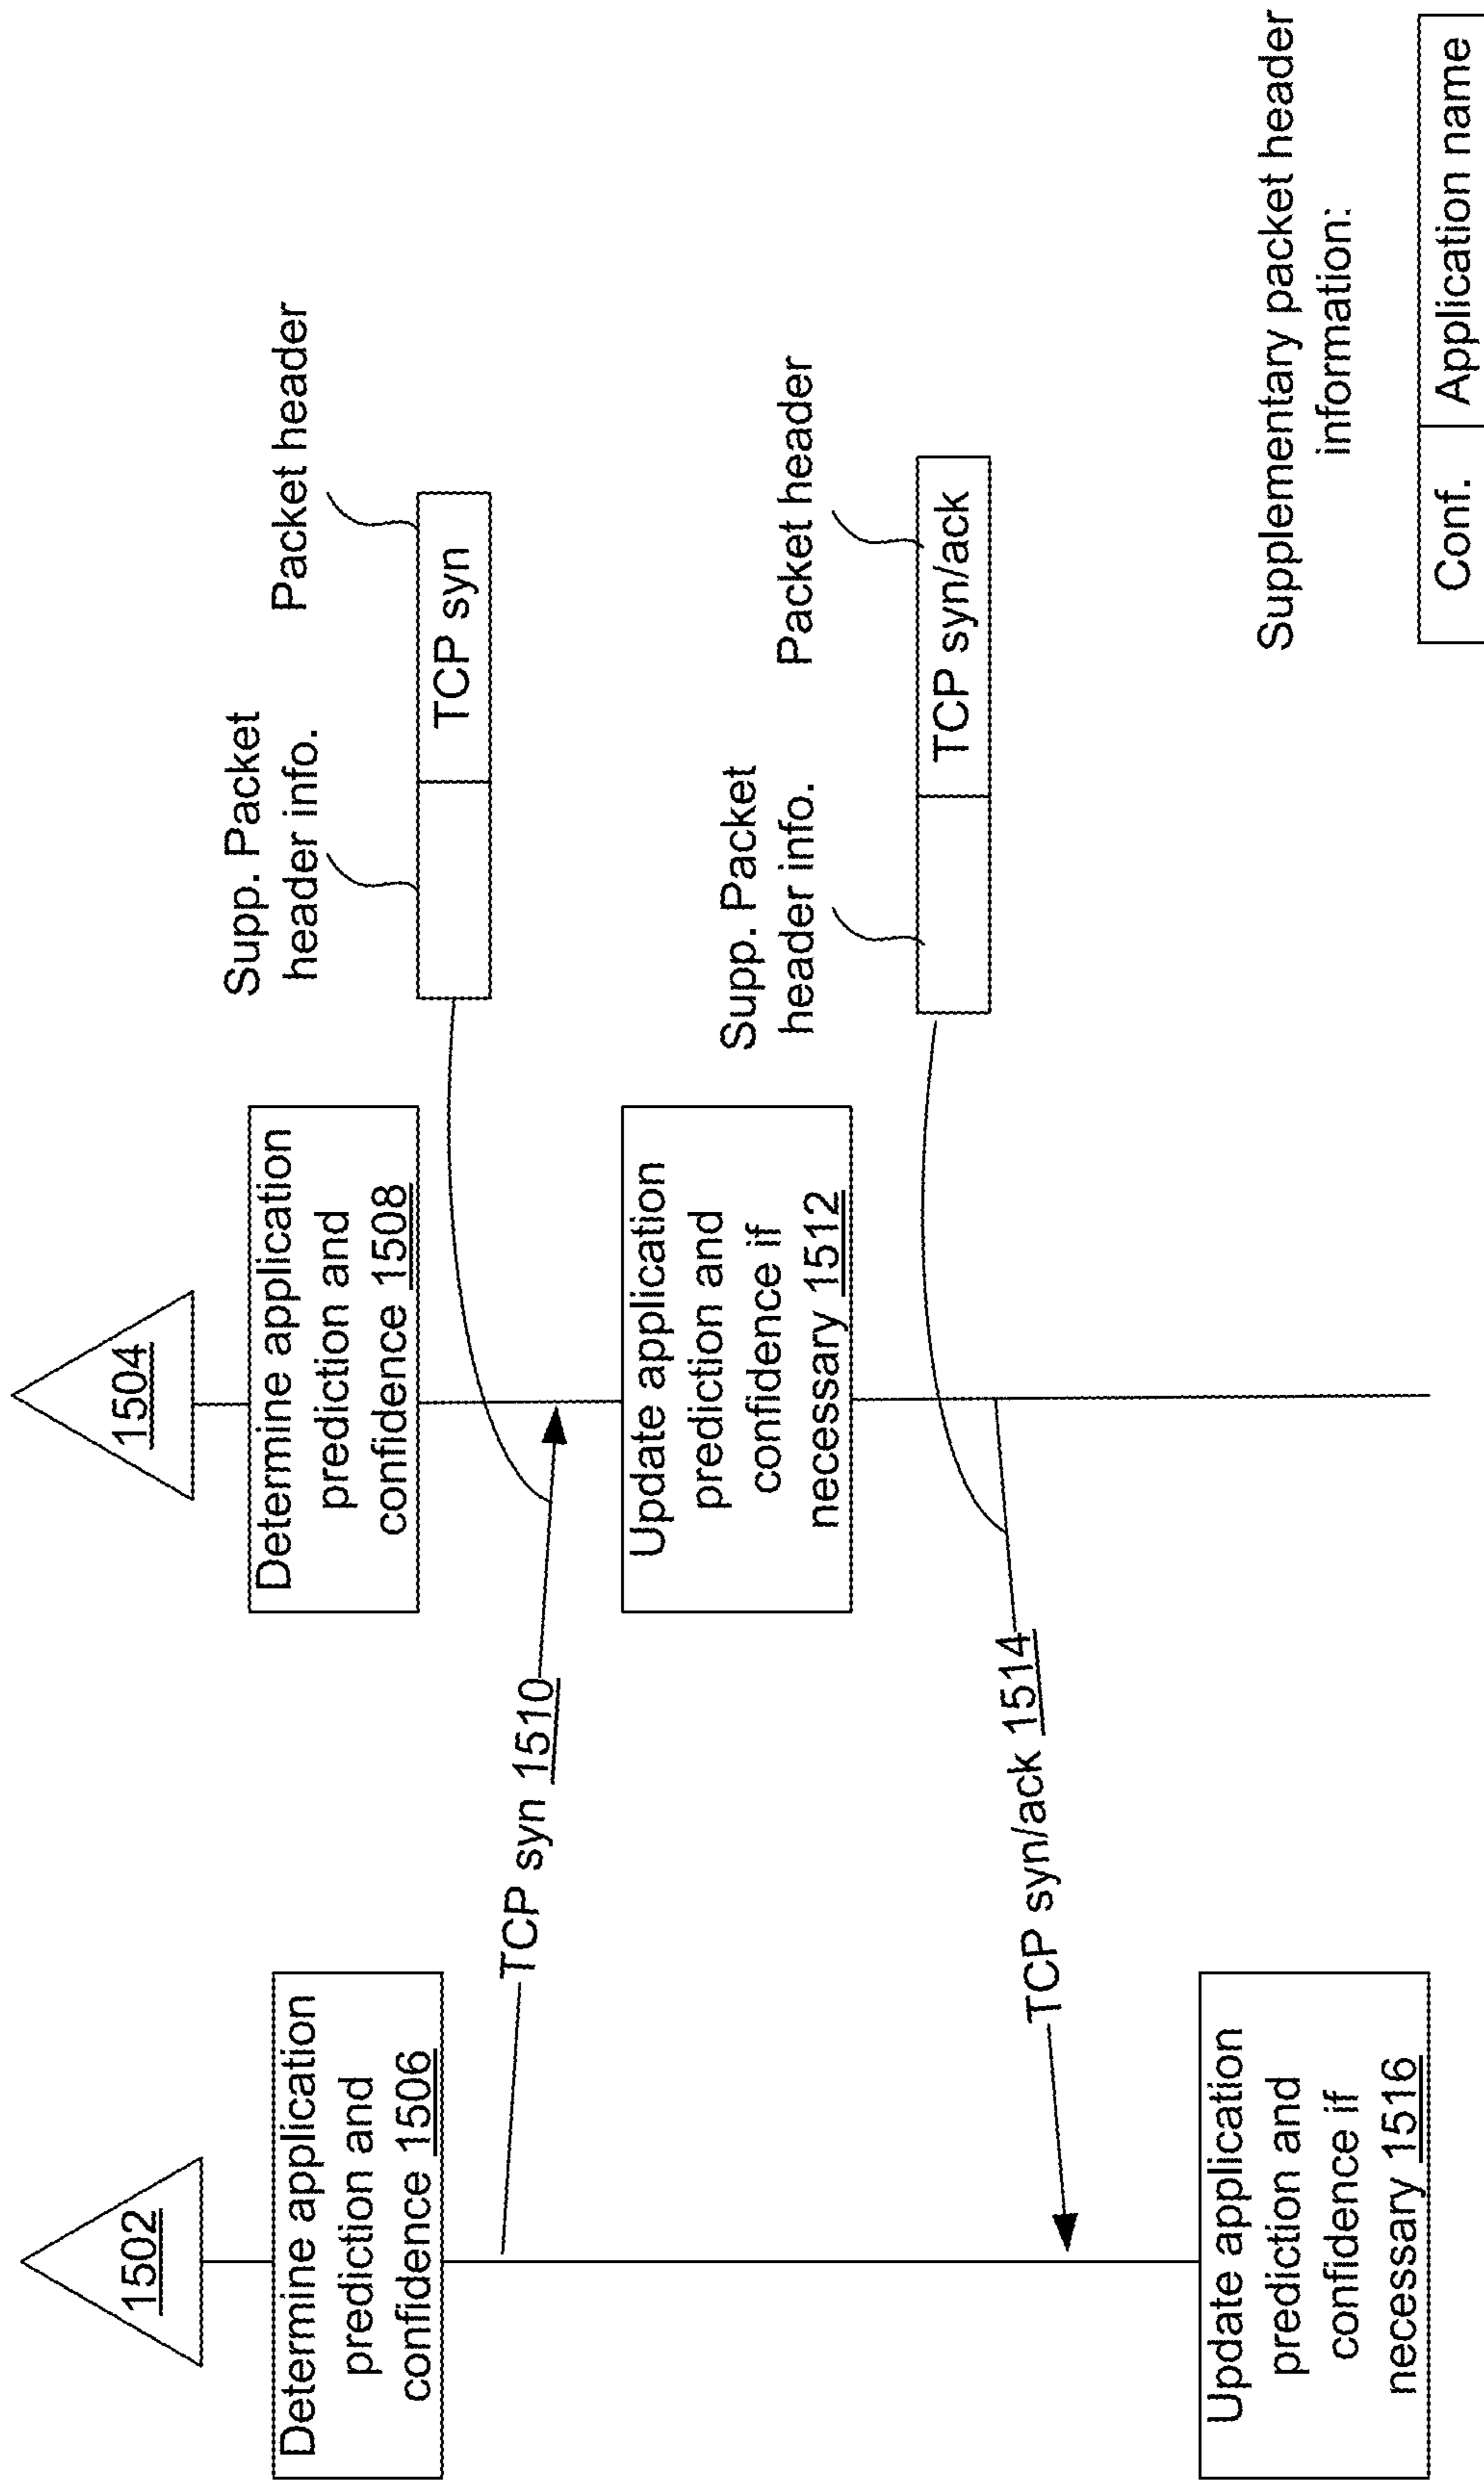 1502
1504
Determine application
prediction and
confidence 1506
Determine application
prediction and
confidence 1508
Supp. Packet
header info.
Packet header
TCP syn
TCP syn 1510
Update application
prediction and
confidence if
necessary 1512
Supp. Packet
header info.
Packet header
TCP syn/ack
TCP syn/ack 1514
Update application
prediction and
confidence if
necessary 1516
Supplementary packet header
information:
Conf.
Application name